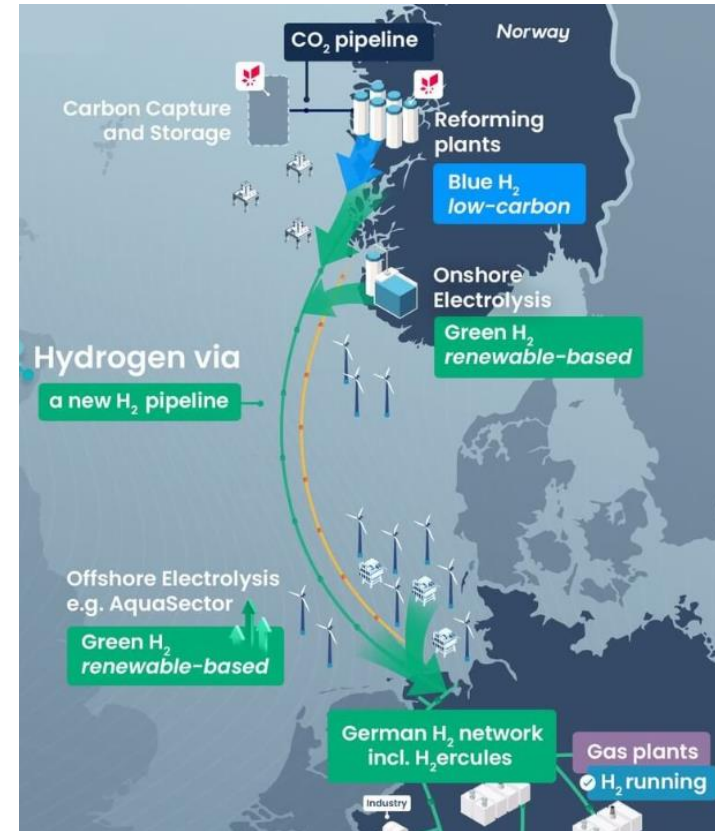 CO₂ pipeline
Norway
Carbon Capture
and Storage
Reforming
plants
Blue H₂
low-carbon
Onshore
Electrolysis
Green H₂
renewable-based
Hydrogen via
a new H₂ pipeline
Offshore Electrolysis
e.g. AquaSector
Green H₂
renewable-based
German H₂ network
incl. H₂ercules
Gas plants
H₂ running
Industry